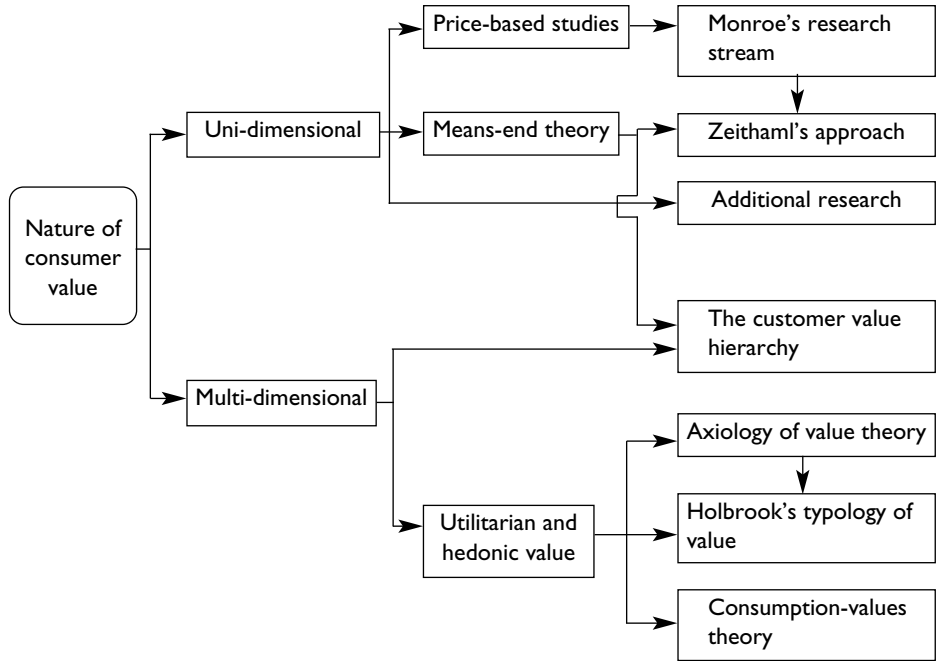 Price-based studies
Monroe’s research
stream
Uni-dimensional
Means-end theory
Zeithaml’s approach
Additional research
Nature of
consumer
value
The customer value
hierarchy
Multi-dimensional
Axiology of value theory
Utilitarian and
hedonic value
Holbrook’s typology of
value
Consumption-values
theory